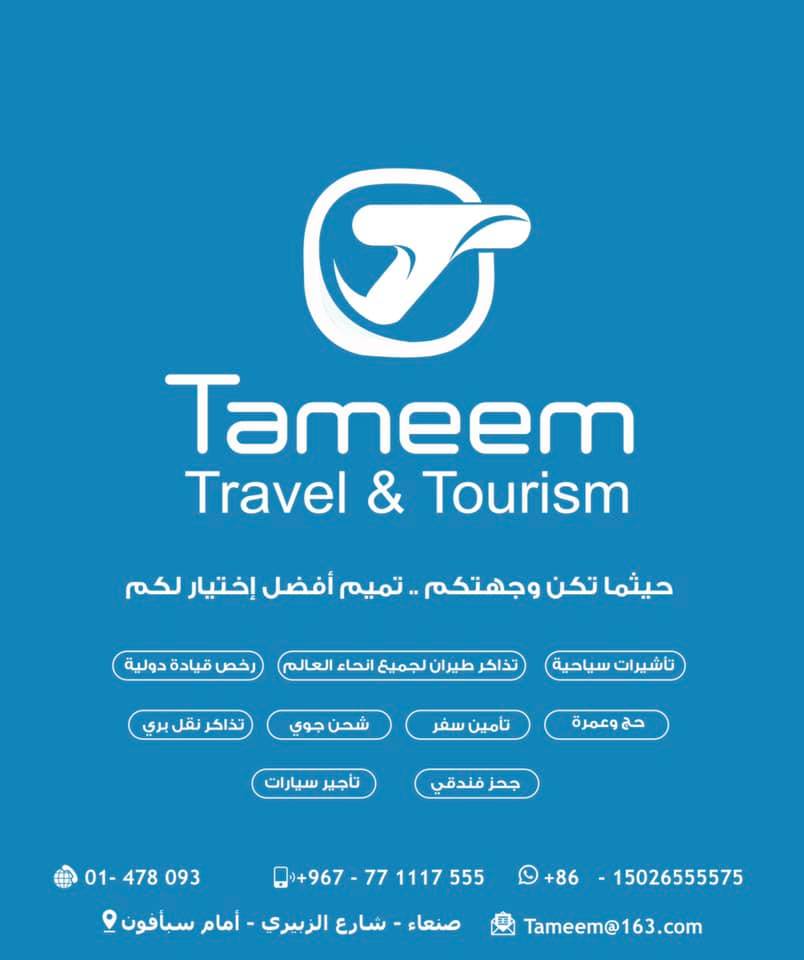 Tameem
Travel & Tourism
حيثما تكن وجهتكم .. تميم أفضل إختيار لكم
تأشيرات سياحية تذاكر طيران لجميع انحاء العالم رخص قيادة دولية
حج وعمرة تأمين سفر شحن جوي تذاكر نقل بري
جحز فندقي تأجير سيارات
01- 478 093 +967 - 77 1117 555 +86 - 15026555575
صنعاء - شارع الزبيري - أمام سبأفون Tameem@163.com